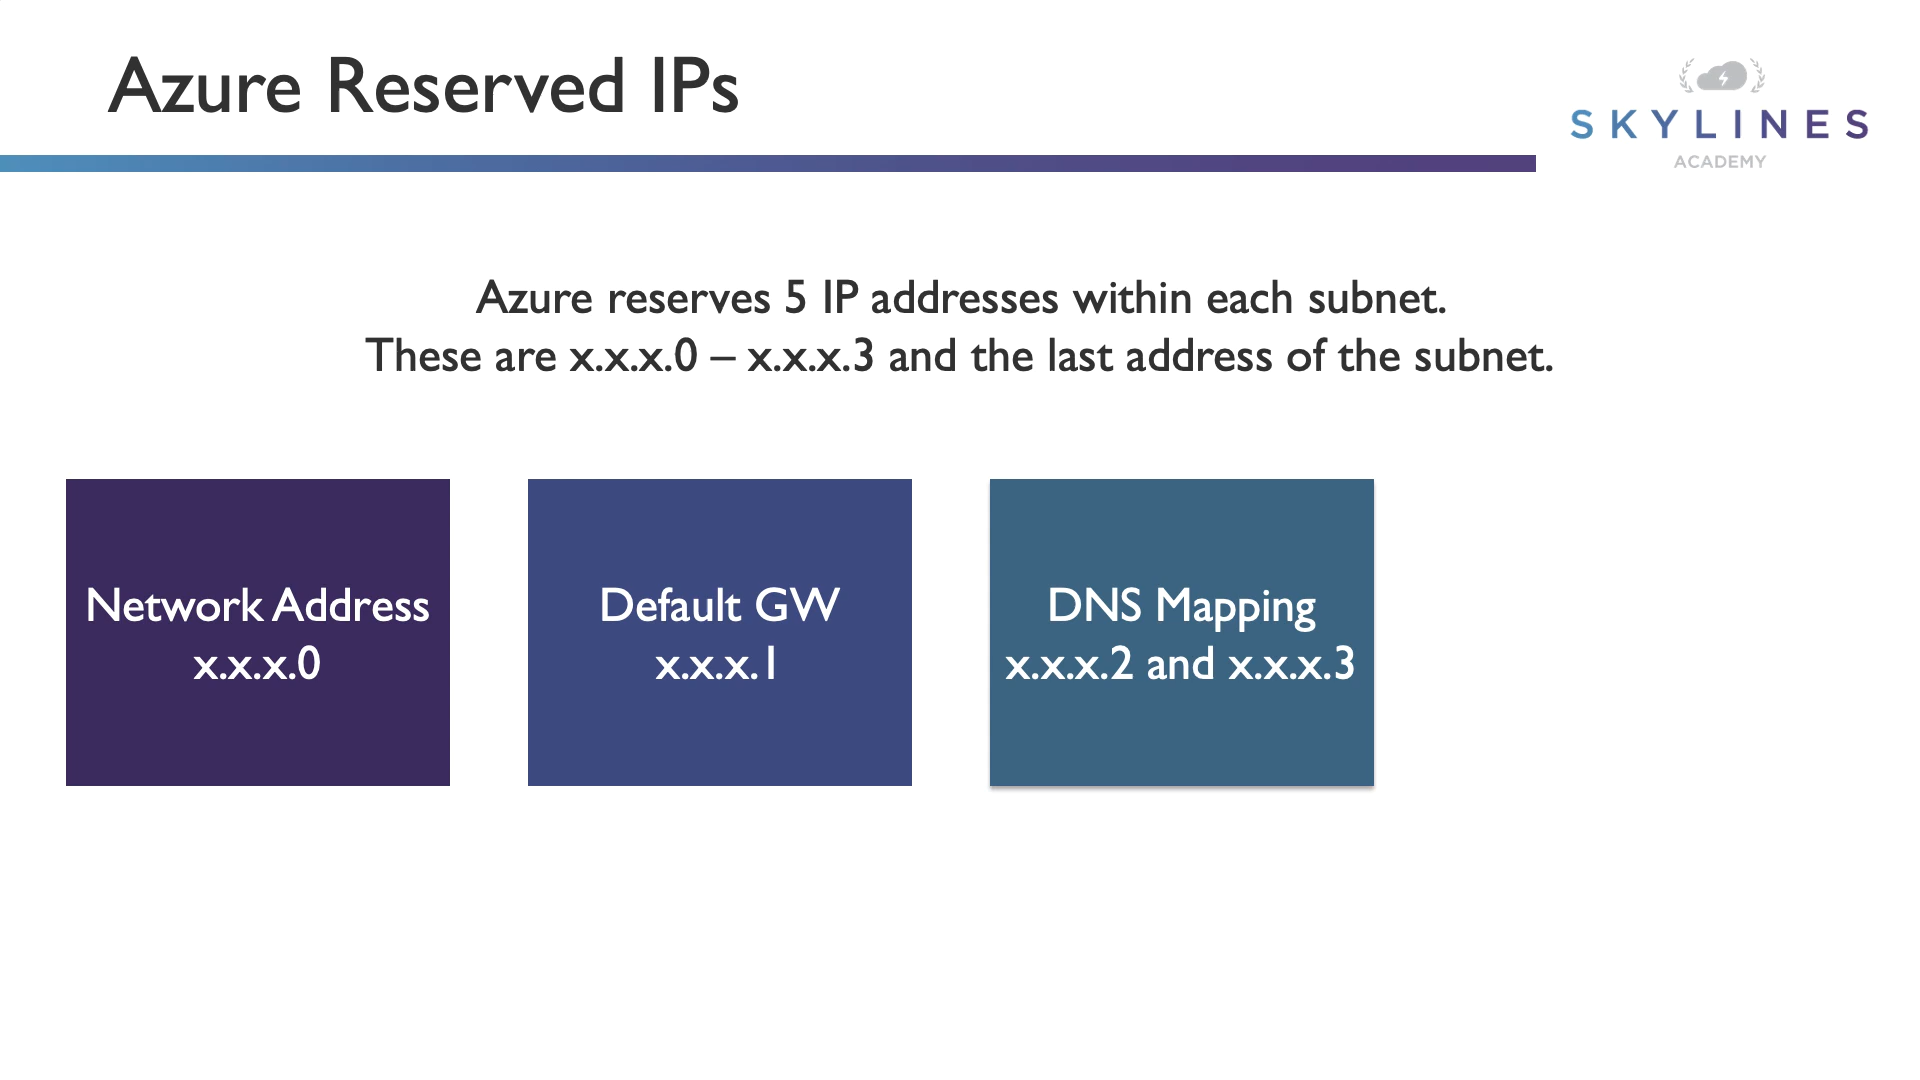 Azure Reserved IPs
SKYLINES
ACADEMY
Azure reserves 5 IP addresses within each subnet.
These are x.x.x.0 – x.x.x.3 and the last address of the subnet.
Network Address
x.x.x.0
Default GW
x.x.x.1
DNS Mapping
x.x.x.2 and x.x.x.3